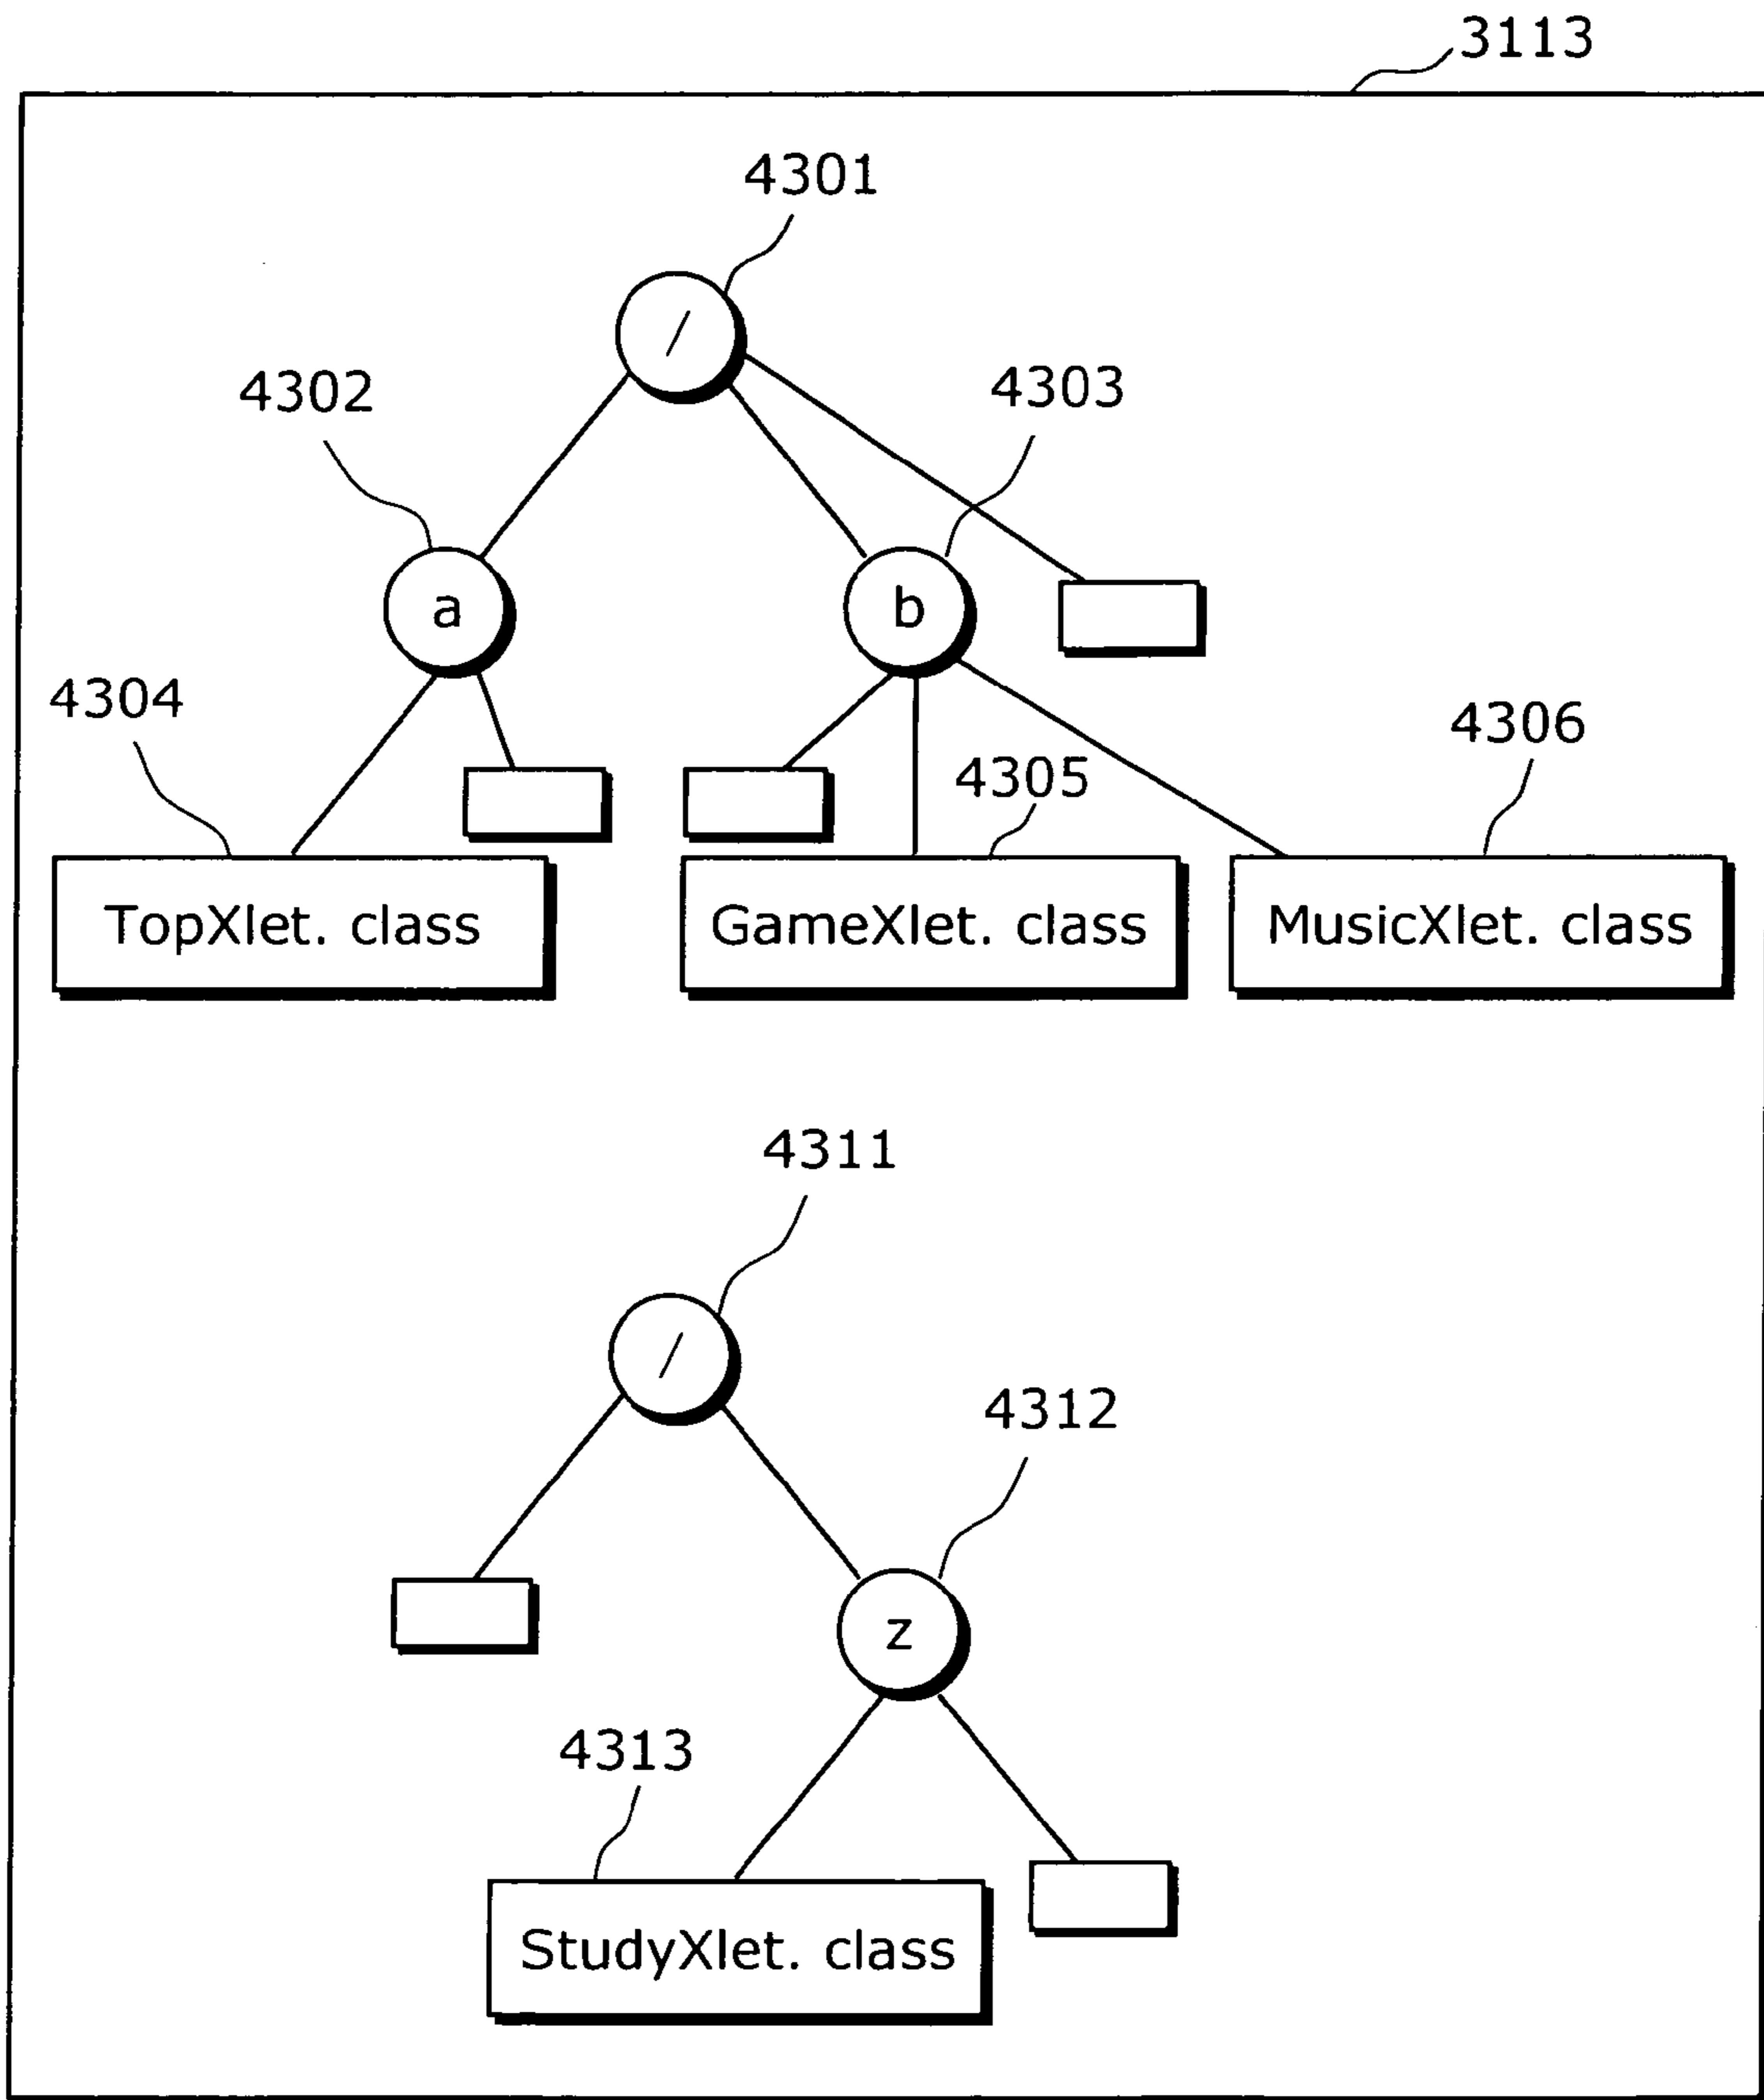 3113
4301
/
4302
4303
a
b
4304
4306
4305
TopXlet. class
GameXlet. class
MusicXlet. class
4311
/
4312
z
4313
StudyXlet. class